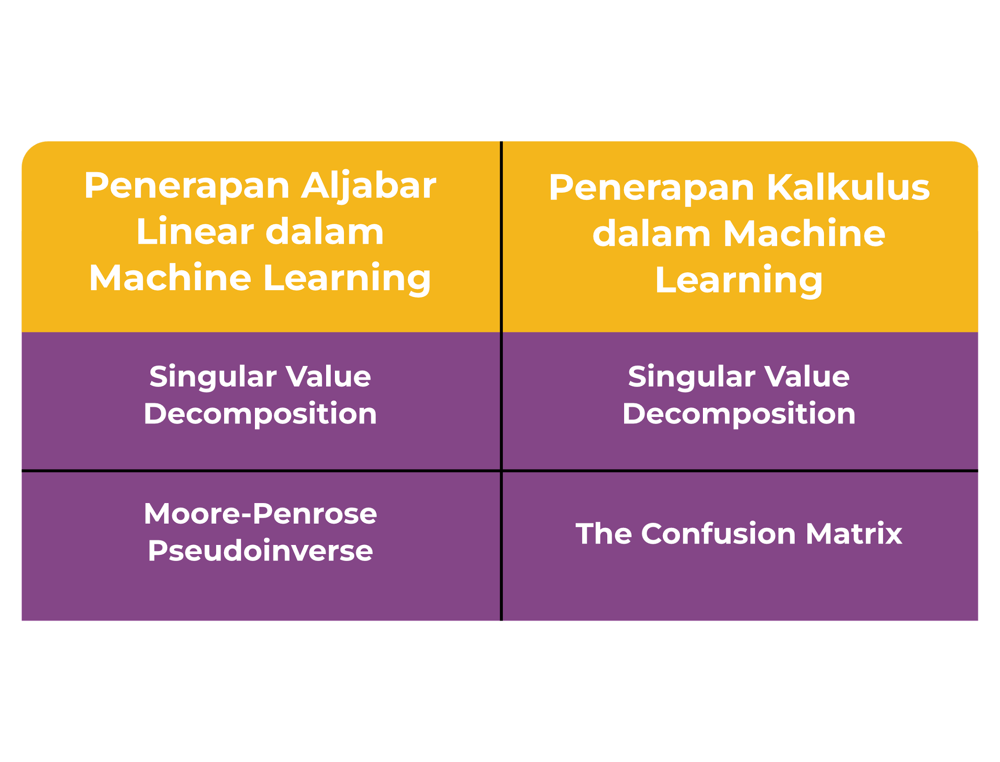 Penerapan Aljabar
Linear dalam
Machine Learning
Penerapan Kalkulus
dalam Machine
Learning
Singular Value
Decomposition
Singular Value
Decomposition
Moore-Penrose
Pseudoinverse
The Confusion Matrix